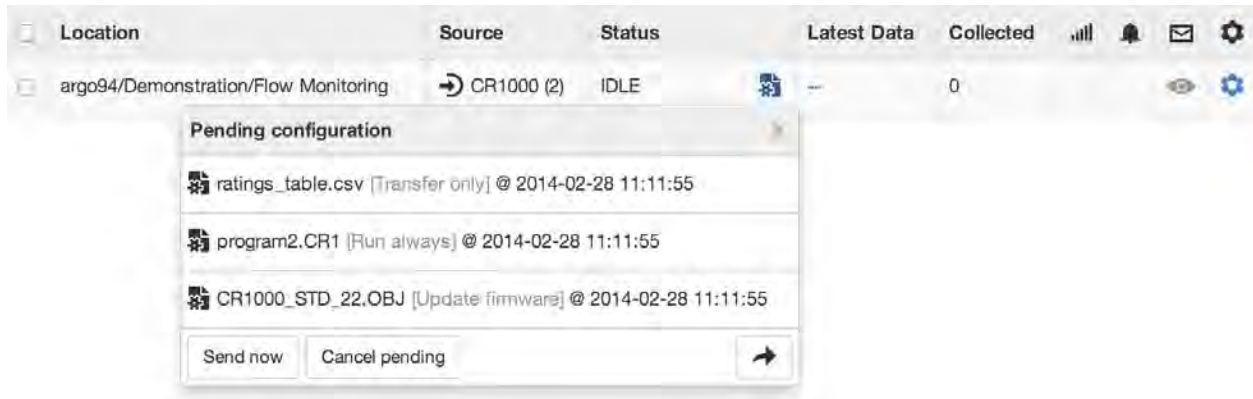 Location Source Status Latest Data Collected
argo94/Demonstration/Flow Monitoring CR1000 (2) IDLE -- 0
Pending configuration
ratings_table.csv [Transfer only] @ 2014-02-28 11:11:55
program2.CR1 [Run always] @ 2014-02-28 11:11:55
CR1000_STD_22.OBJ [Update firmware] @ 2014-02-28 11:11:55
Send now Cancel pending